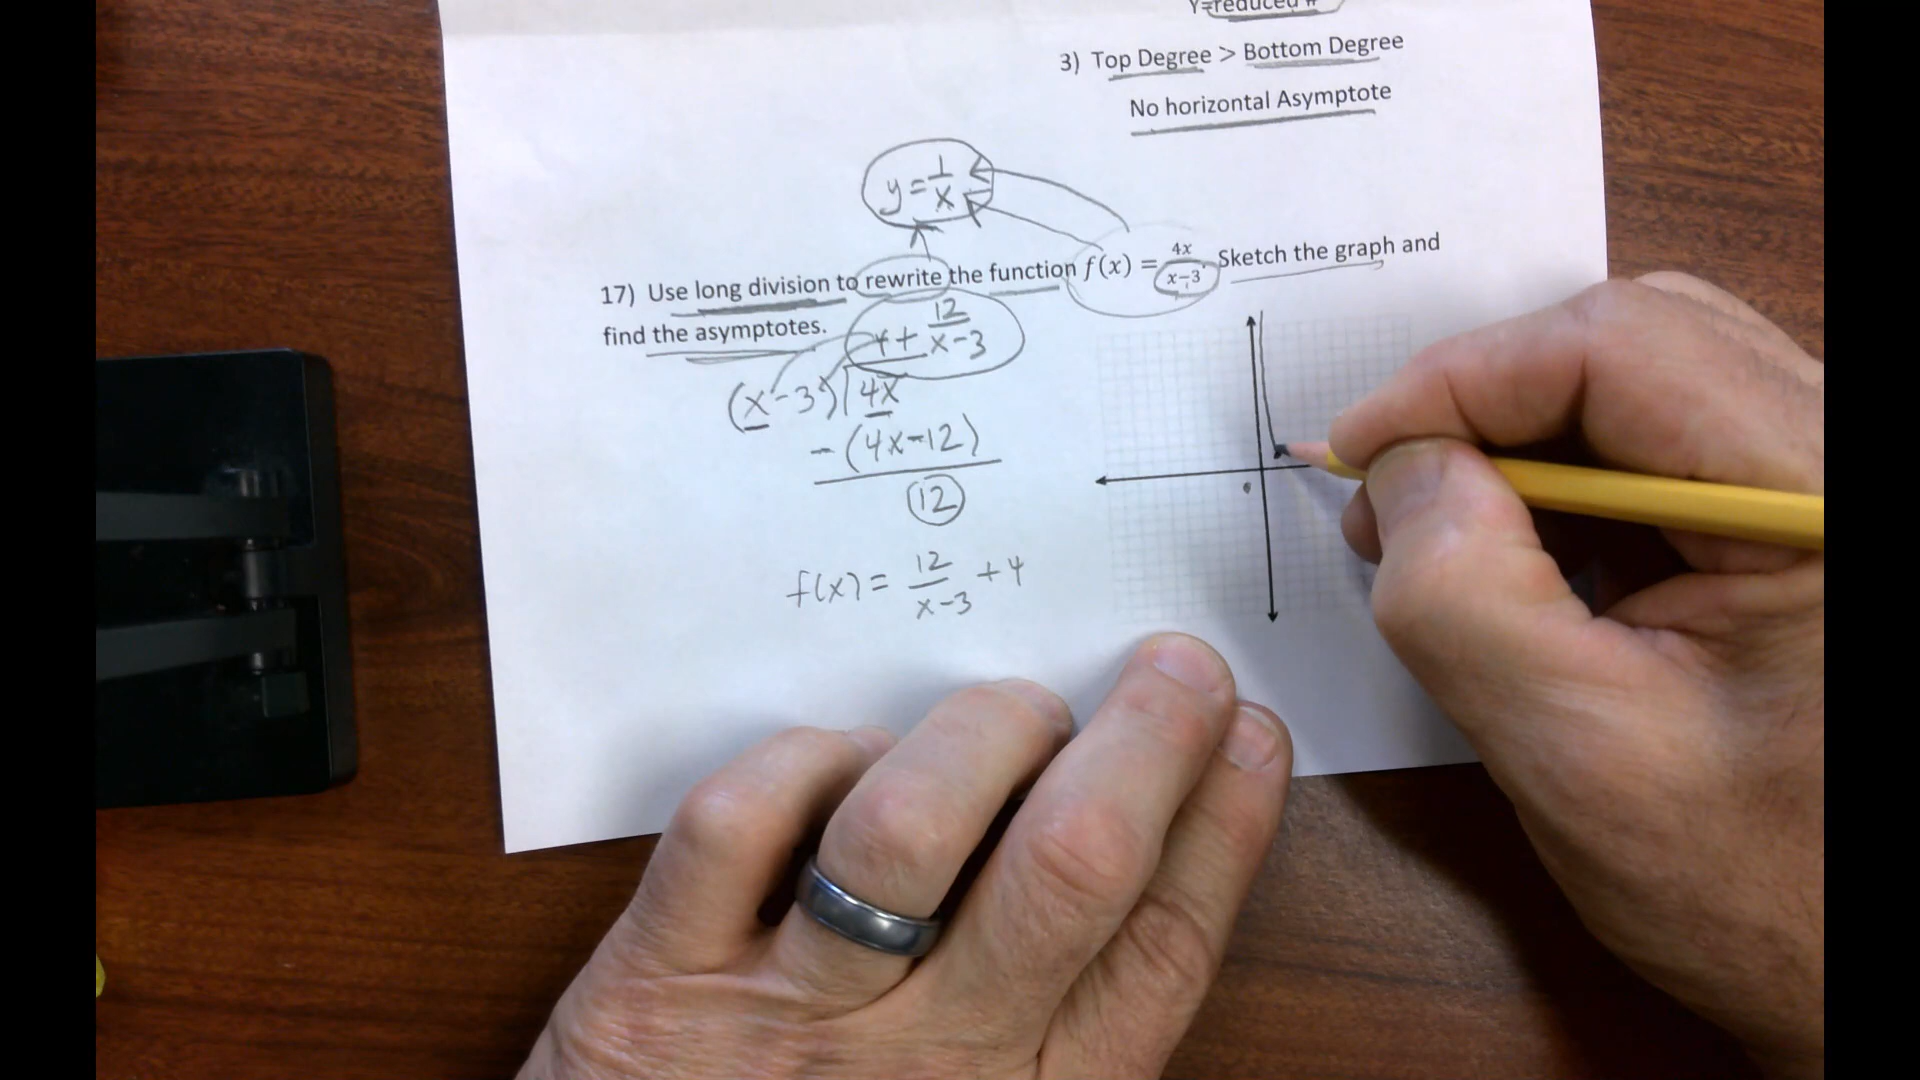 Y=reduced #
3) Top Degree > Bottom Degree
No horizontal Asymptote
y = 1/x
17) Use long division to rewrite the function f(x) = 4x/(x−3). Sketch the graph and
find the asymptotes.
4 + 12/(x-3)
(x-3) 4x
-(4x-12)
12
f(x) = 12/(x-3) + 4